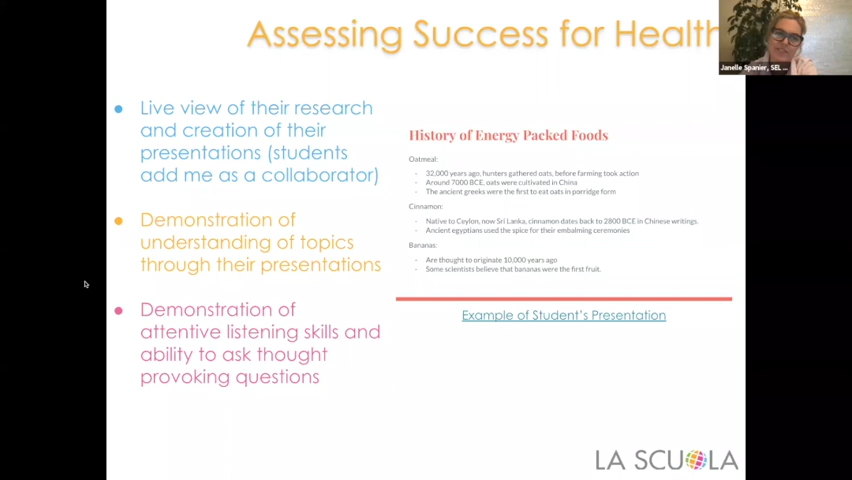 Assessing Success for Health
Janelle Spanier, SEL ...
Live view of their research
and creation of their
presentations (students
add me as a collaborator)
Demonstration of
understanding of topics
through their presentations
Demonstration of
attentive listening skills and
ability to ask thought
provoking questions
History of Energy Packed Foods
Oatmeal:
- 32,000 years ago, hunters gathered oats, before farming took action
- Around 7000 BCE, oats were cultivated in China
- The ancient greeks were the first to eat oats in porridge form
Cinnamon:
- Native to Ceylon, now Sri Lanka, cinnamon dates back to 2800 BCE in Chinese writings.
- Ancient egyptians used the spice for their embalming ceremonies
Bananas:
- Are thought to originate 10,000 years ago
- Some scientists believe that bananas were the first fruit.
Example of Student's Presentation
LA SCUOLA